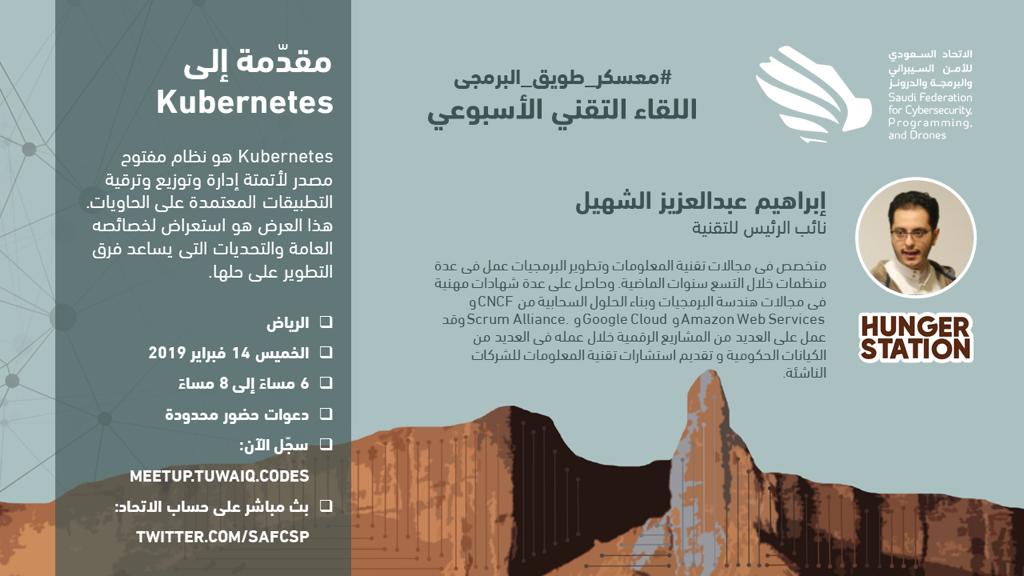 الاتحاد السعودي
للأمن السيبراني
والبرمجة والدرونز
Saudi Federation
for Cybersecurity,
Programming,
and Drones
#معسكر_طويق_البرمجي
اللقاء التقني الأسبوعي
إبراهيم عبدالعزيز الشهيل
نائب الرئيس للتقنية
متخصص في مجالات تقنية المعلومات وتطوير البرمجيات عمل في عدة
منظمات خلال التسع سنوات الماضية. وحاصل على عدة شهادات مهنية
في مجالات هندسة البرمجيات وبناء الحلول السحابية من CNCF و
Amazon Web Services و Google Cloud و Scrum Alliance. وقد
عمل على العديد من المشاريع الرقمية خلال عمله في العديد من
الكيانات الحكومية و تقديم استشارات تقنية المعلومات للشركات
الناشئة.
HUNGER
STATION
مقدّمة إلى
Kubernetes
Kubernetes هو نظام مفتوح
مصدر لأتمتة إدارة وتوزيع وترقية
التطبيقات المعتمدة على الحاويات.
هذا العرض هو استعراض لخصائصه
العامة والتحديات التي يساعد فرق
التطوير على حلها.
❑ الرياض
❑ الخميس 14 فبراير 2019
❑ 6 مساءً إلى 8 مساءً
❑ دعوات حضور محدودة
❑ سجّل الآن:
MEETUP.TUWAIQ.CODES
❑ بث مباشر على حساب الاتحاد:
TWITTER.COM/SAFCSP